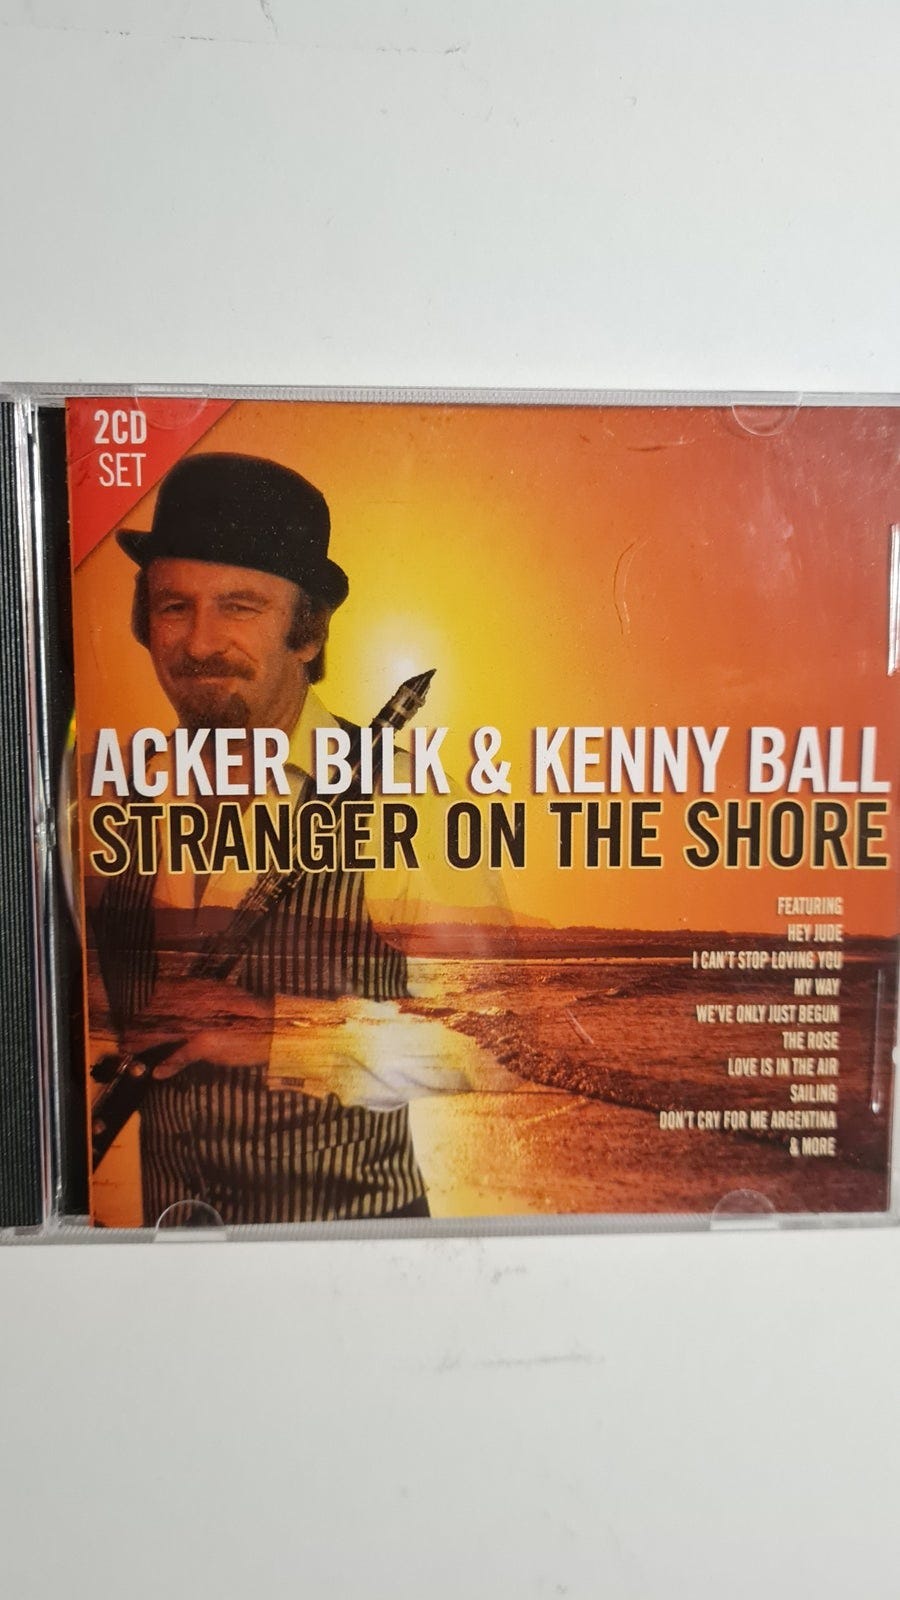 2CD
SET
ACKER BILK & KENNY BALL
STRANGER ON THE SHORE
FEATURING
HEY JUDE
I CAN'T STOP LOVING YOU
MY WAY
WE'VE ONLY JUST BEGUN
THE ROSE
LOVE IS IN THE AIR
SAILING
DON'T CRY FOR ME ARGENTINA
& MORE